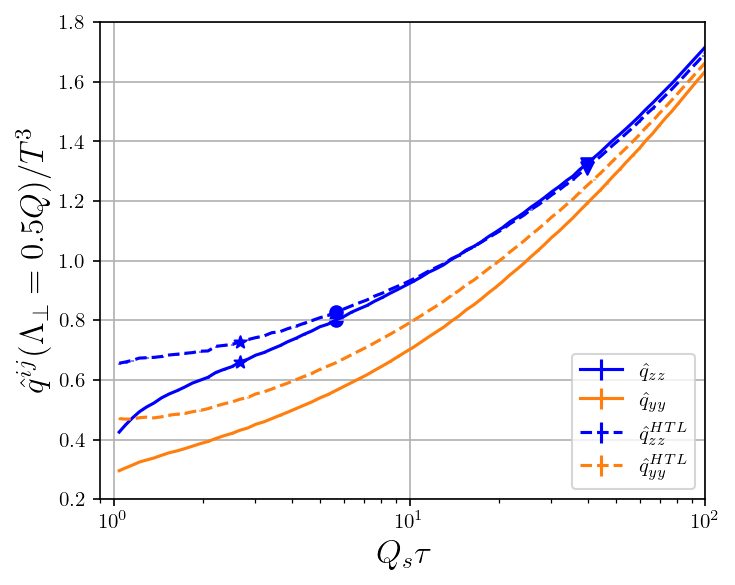 1.8
1.6
1.4
1.2
1.0
0.8
0.6
0.4
0.2
q̂^{ij}(Λ_⊥ = 0.5Q)/T^3
q̂_{zz}
q̂_{yy}
q̂_{zz}^{HTL}
q̂_{yy}^{HTL}
10^0 10^1 10^2
Q_sτ